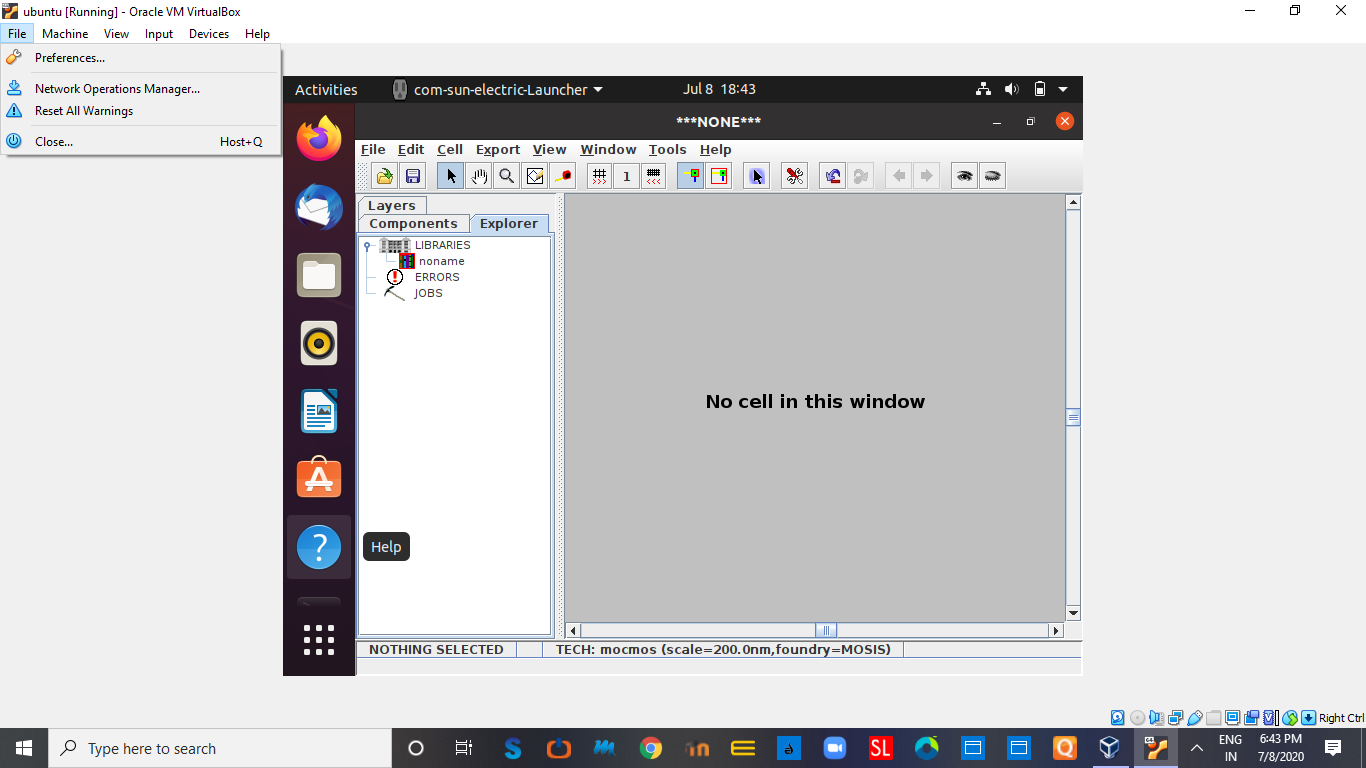 ubuntu [Running] - Oracle VM VirtualBox
File Machine View Input Devices Help
Preferences...
Network Operations Manager...
Reset All Warnings
Close... Host+Q
Activities com-sun-electric-Launcher Jul 8 18:43
***NONE***
File Edit Cell Export View Window Tools Help
1
Layers
Components Explorer
LIBRARIES
noname
ERRORS
JOBS
No cell in this window
Help
NOTHING SELECTED TECH: mocmos (scale=200.0nm,foundry=MOSIS)
Right Ctrl
Type here to search
SL
ENG
IN
6:43 PM
7/8/2020